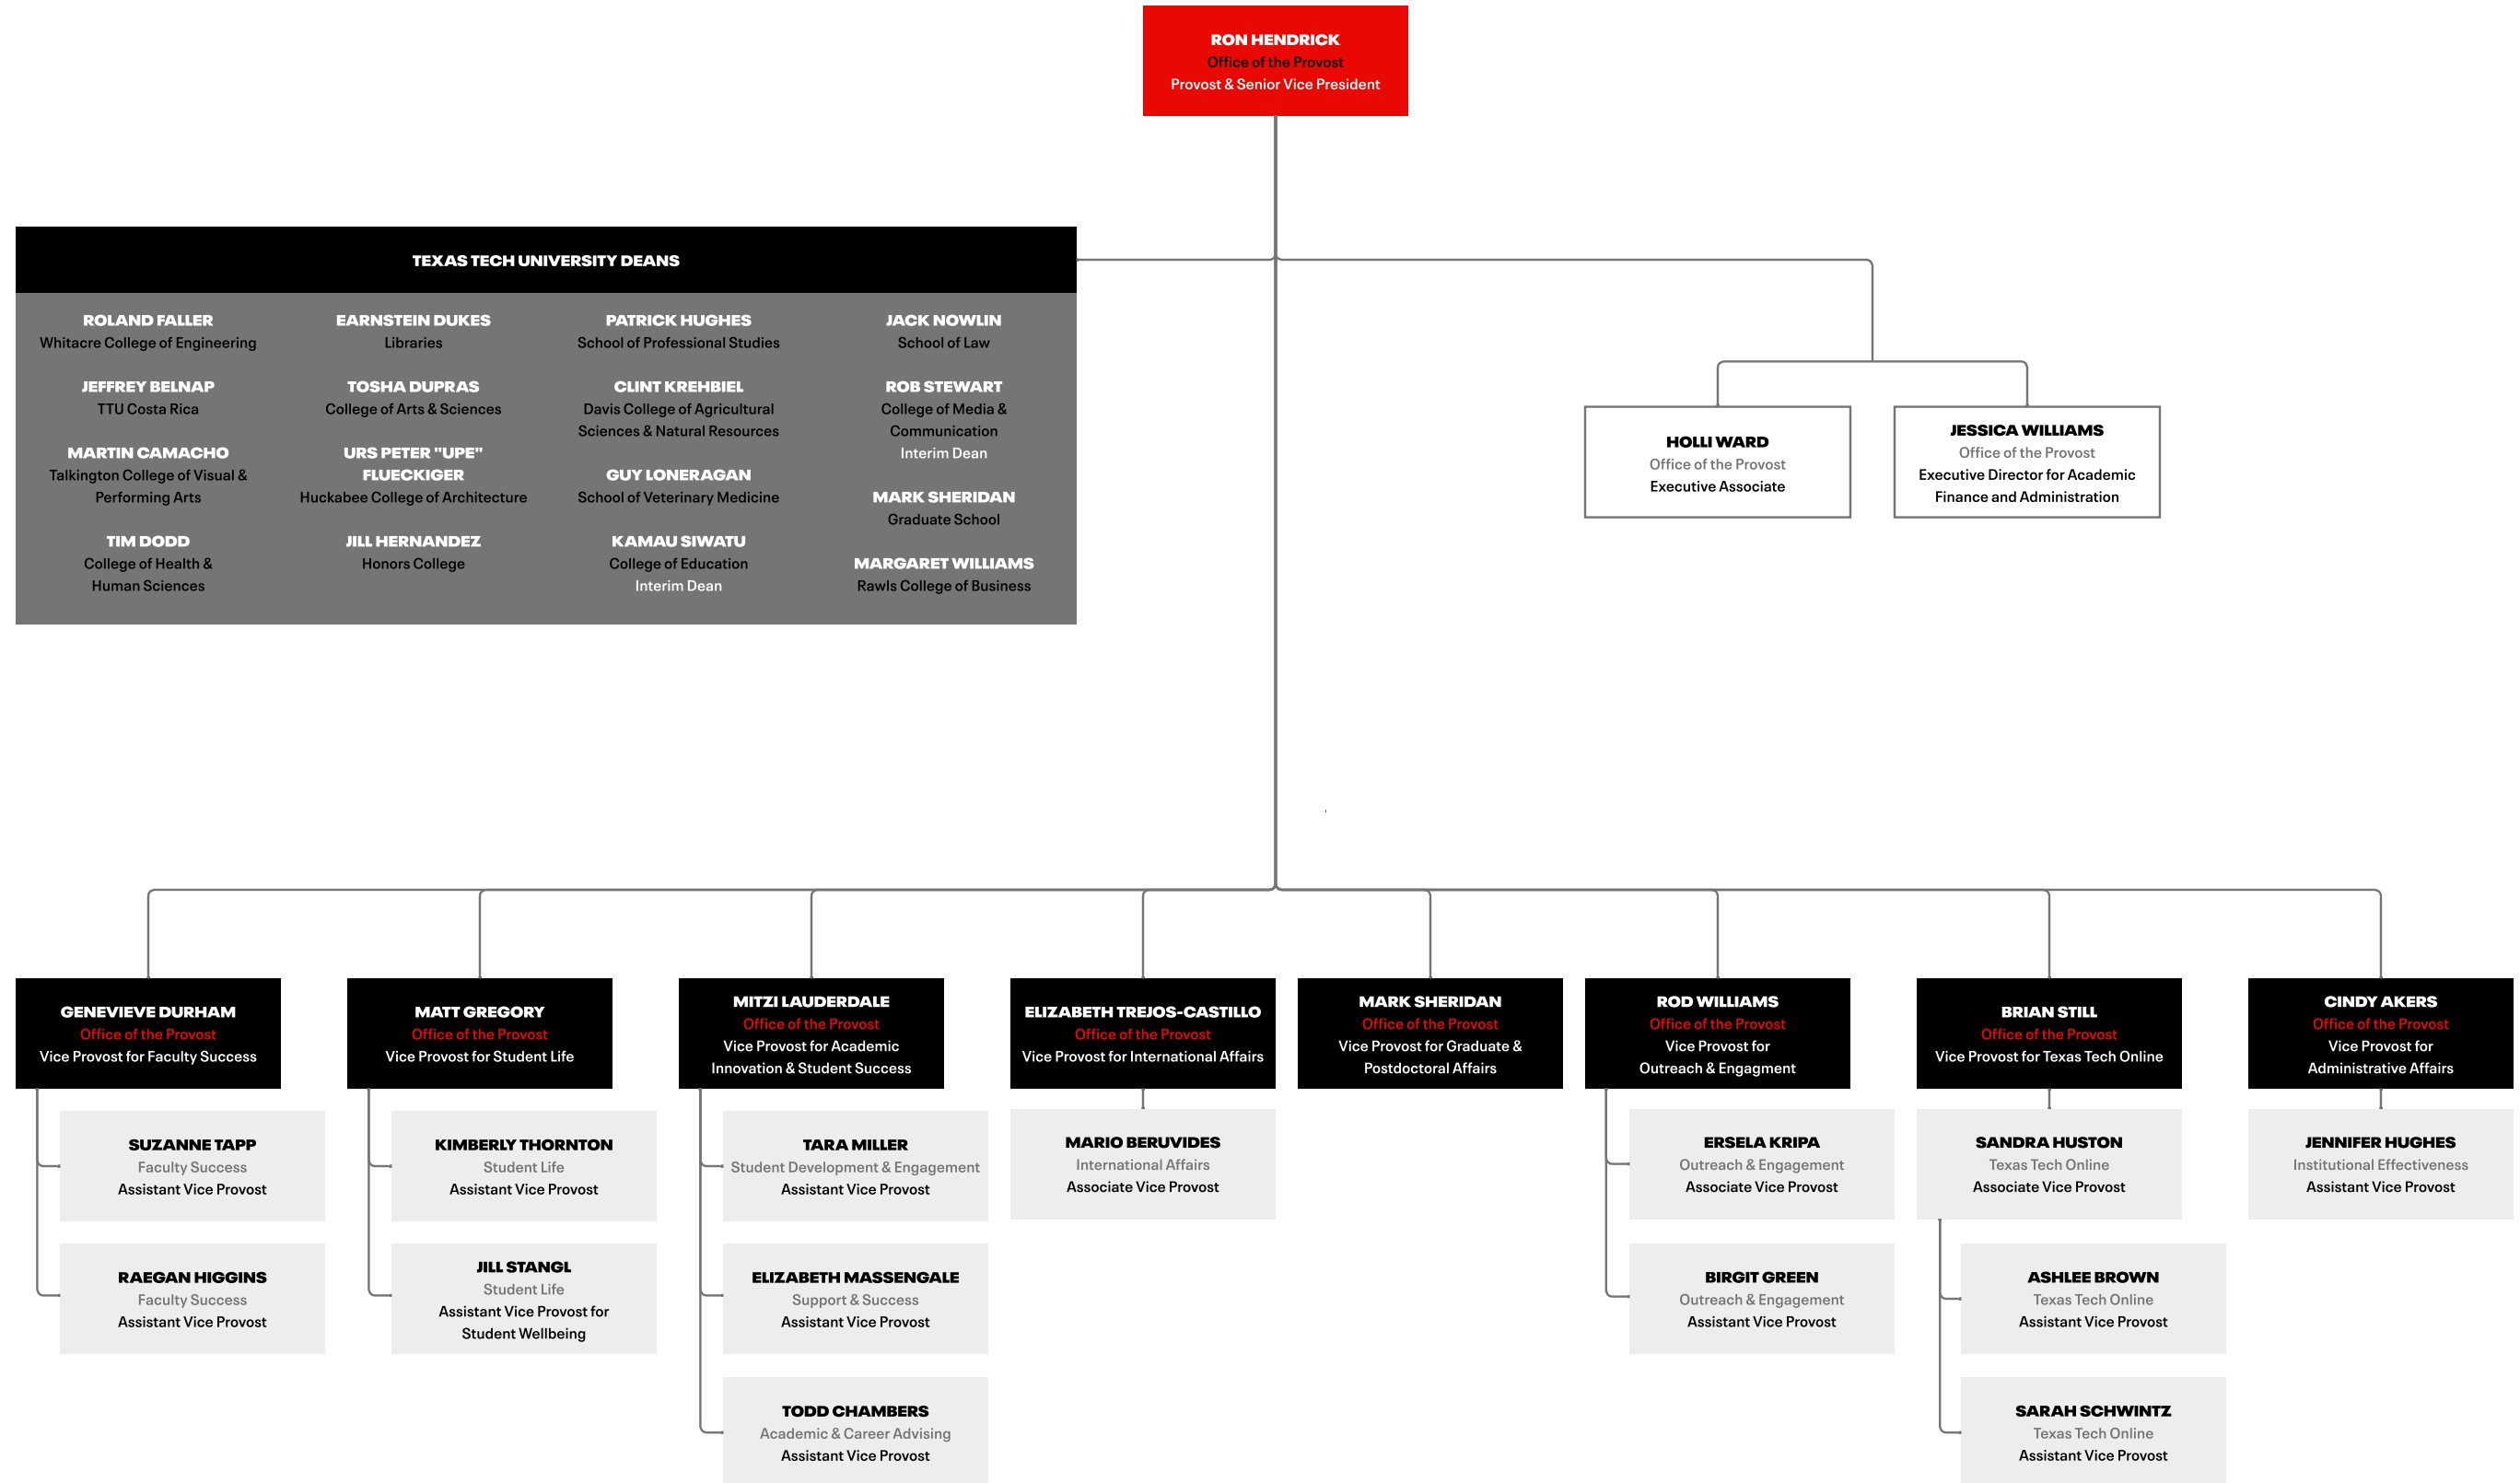 RON HENDRICK
Office of the Provost
Provost & Senior Vice President
TEXAS TECH UNIVERSITY DEANS
ROLAND FALLER
Whitacre College of Engineering
JEFFREY BELNAP
TTU Costa Rica
MARTIN CAMACHO
Talkington College of Visual &
Performing Arts
TIM DODD
College of Health &
Human Sciences
EARNSTEIN DUKES
Libraries
TOSHA DUPRAS
College of Arts & Sciences
URS PETER "UPE"
FLUECKIGER
Huckabee College of Architecture
JILL HERNANDEZ
Honors College
PATRICK HUGHES
School of Professional Studies
CLINT KREHBIEL
Davis College of Agricultural
Sciences & Natural Resources
GUY LONERAGAN
School of Veterinary Medicine
KAMAU SIWATU
College of Education
Interim Dean
JACK NOWLIN
School of Law
ROB STEWART
College of Media &
Communication
Interim Dean
MARK SHERIDAN
Graduate School
MARGARET WILLIAMS
Rawls College of Business
HOLLI WARD
Office of the Provost
Executive Associate
JESSICA WILLIAMS
Office of the Provost
Executive Director for Academic
Finance and Administration
GENEVIEVE DURHAM
Office of the Provost
Vice Provost for Faculty Success
SUZANNE TAPP
Faculty Success
Assistant Vice Provost
RAEGAN HIGGINS
Faculty Success
Assistant Vice Provost
MATT GREGORY
Office of the Provost
Vice Provost for Student Life
KIMBERLY THORNTON
Student Life
Assistant Vice Provost
JILL STANGL
Student Life
Assistant Vice Provost for
Student Wellbeing
MITZI LAUDERDALE
Office of the Provost
Vice Provost for Academic
Innovation & Student Success
TARA MILLER
Student Development & Engagement
Assistant Vice Provost
ELIZABETH MASSENGALE
Support & Success
Assistant Vice Provost
TODD CHAMBERS
Academic & Career Advising
Assistant Vice Provost
ELIZABETH TREJOS-CASTILLO
Office of the Provost
Vice Provost for International Affairs
MARIO BERUVIDES
International Affairs
Associate Vice Provost
MARK SHERIDAN
Office of the Provost
Vice Provost for Graduate &
Postdoctoral Affairs
ROD WILLIAMS
Office of the Provost
Vice Provost for
Outreach & Engagment
ERSELA KRIPA
Outreach & Engagement
Associate Vice Provost
BIRGIT GREEN
Outreach & Engagement
Assistant Vice Provost
BRIAN STILL
Office of the Provost
Vice Provost for Texas Tech Online
SANDRA HUSTON
Texas Tech Online
Associate Vice Provost
ASHLEE BROWN
Texas Tech Online
Assistant Vice Provost
SARAH SCHWINTZ
Texas Tech Online
Assistant Vice Provost
CINDY AKERS
Office of the Provost
Vice Provost for
Administrative Affairs
JENNIFER HUGHES
Institutional Effectiveness
Assistant Vice Provost